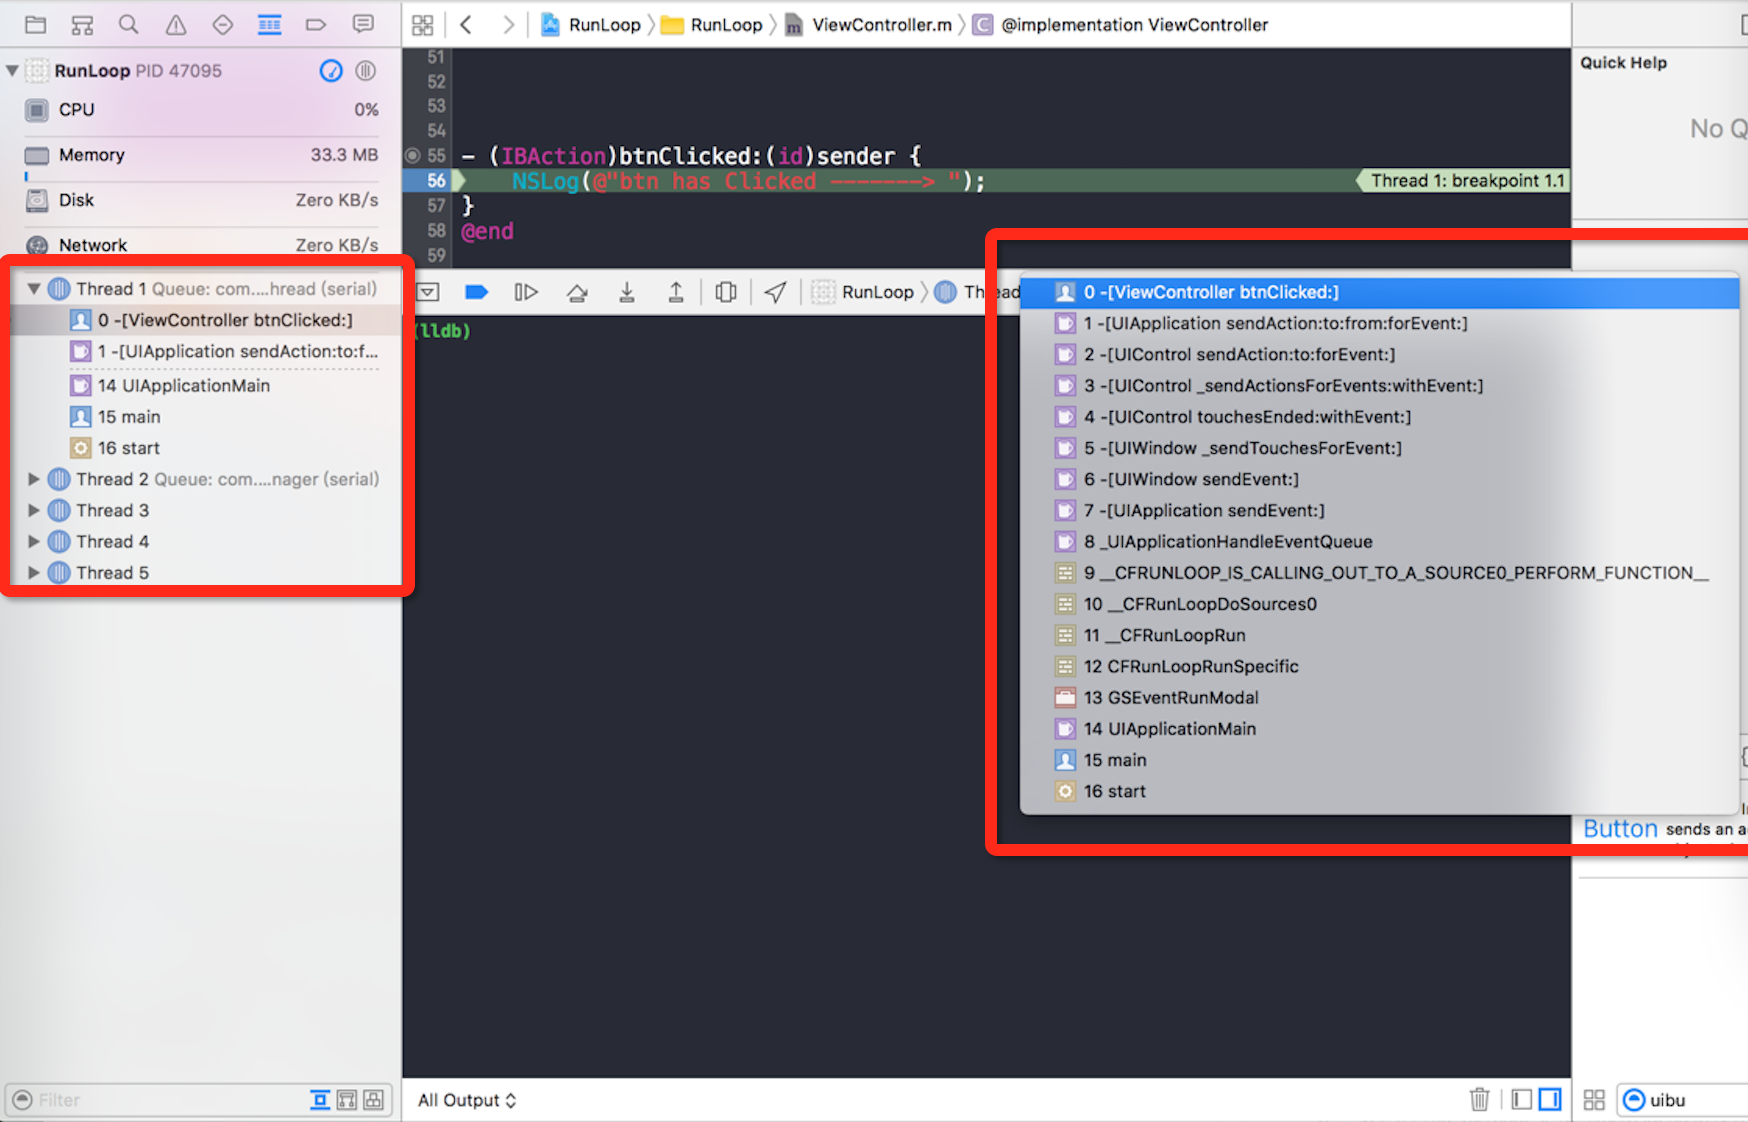 RunLoop RunLoop ViewController.m @implementation ViewController
RunLoop PID 47095
CPU 0%
Memory 33.3 MB
Disk Zero KB/s
Network Zero KB/s
Thread 1 Queue: com....hread (serial)
0 -[ViewController btnClicked:]
1 -[UIApplication sendAction:to:f...
14 UIApplicationMain
15 main
16 start
Thread 2 Queue: com....nager (serial)
Thread 3
Thread 4
Thread 5
Filter
51
52
53
54
55 - (IBAction)btnClicked:(id)sender {
56 NSLog(@"btn has Clicked -------> ");
Thread 1: breakpoint 1.1
57 }
58 @end
59
RunLoop Thread
(lldb)
0 -[ViewController btnClicked:]
1 -[UIApplication sendAction:to:from:forEvent:]
2 -[UIControl sendAction:to:forEvent:]
3 -[UIControl _sendActionsForEvents:withEvent:]
4 -[UIControl touchesEnded:withEvent:]
5 -[UIWindow _sendTouchesForEvent:]
6 -[UIWindow sendEvent:]
7 -[UIApplication sendEvent:]
8 _UIApplicationHandleEventQueue
9 __CFRUNLOOP_IS_CALLING_OUT_TO_A_SOURCE0_PERFORM_FUNCTION__
10 __CFRunLoopDoSources0
11 __CFRunLoopRun
12 CFRunLoopRunSpecific
13 GSEventRunModal
14 UIApplicationMain
15 main
16 start
All Output
Quick Help
No Q
Button sends an a
uibu